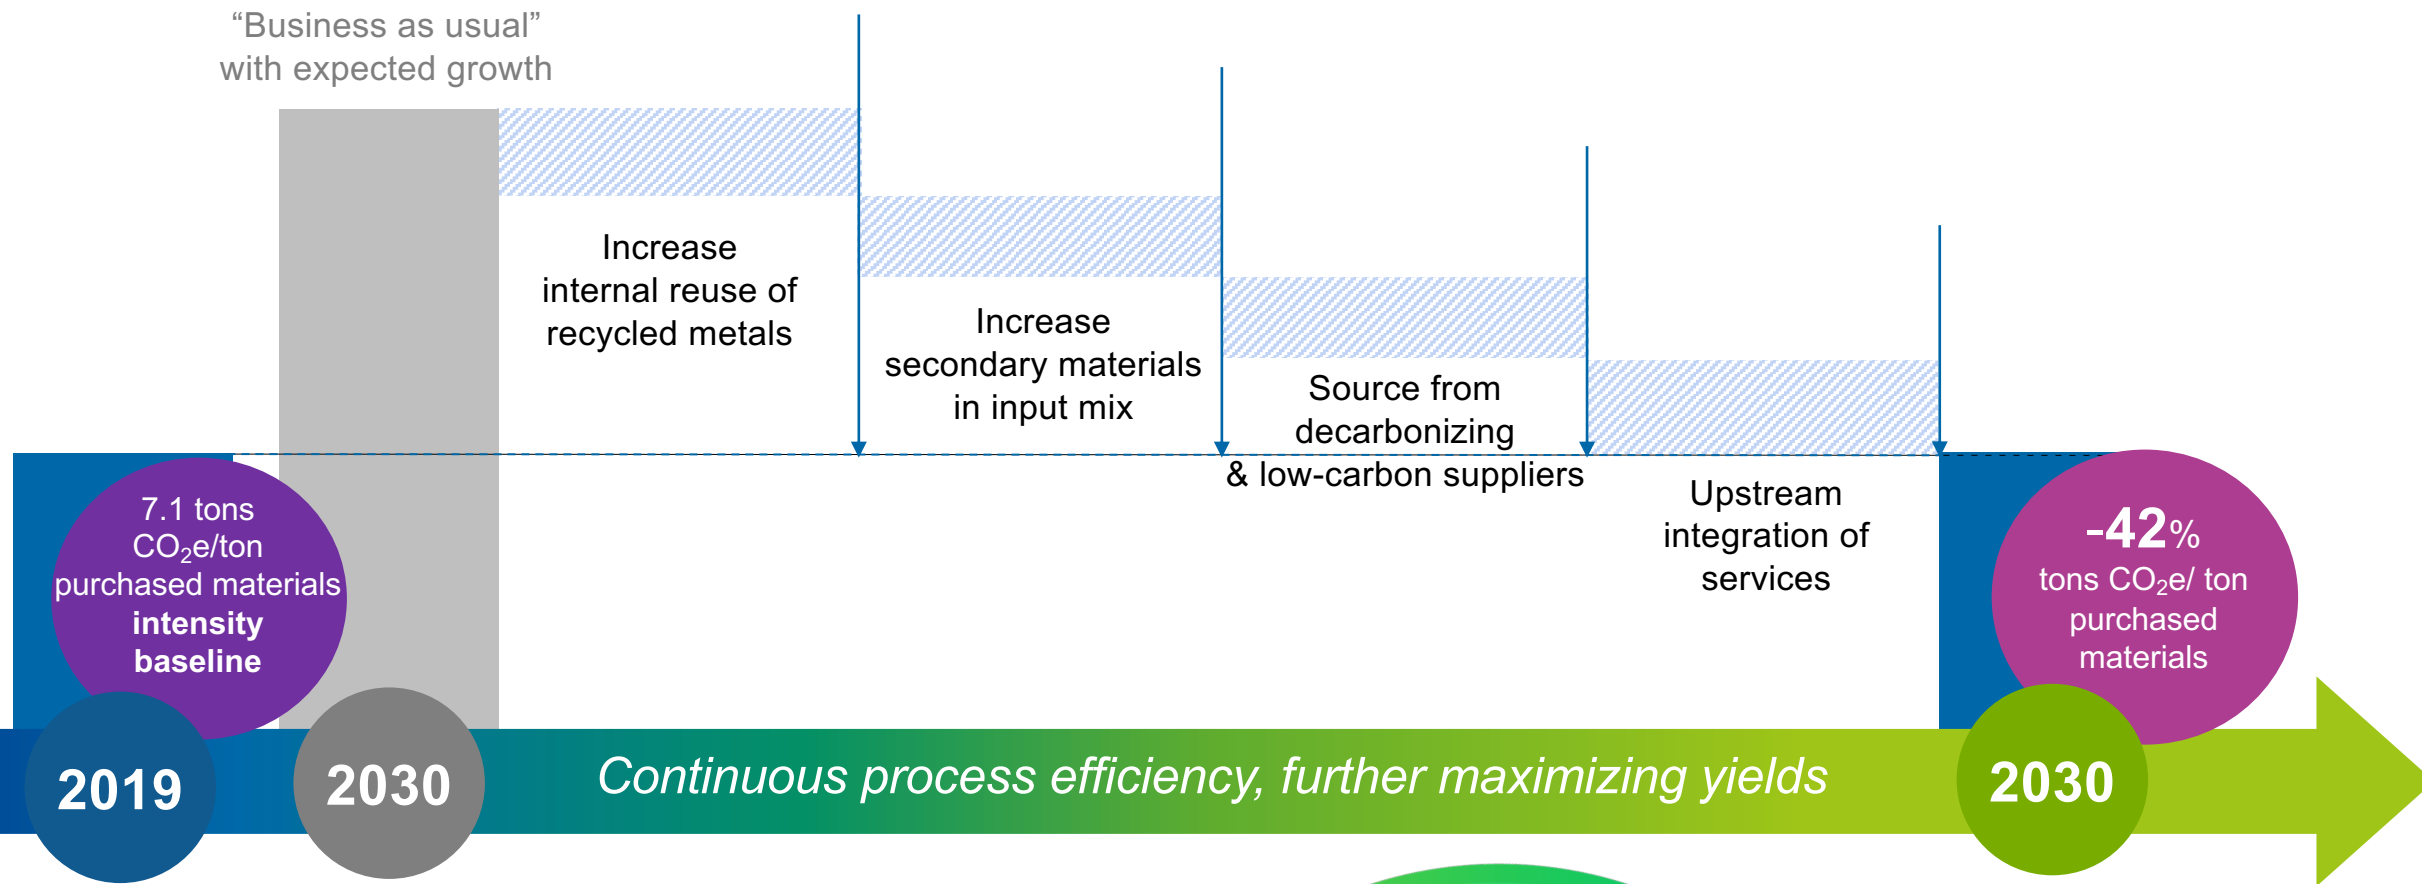 “Business as usual”
with expected growth
Increase
internal reuse of
recycled metals
Increase
secondary materials
in input mix
Source from
decarbonizing
& low-carbon suppliers
Upstream
integration of
services
7.1 tons
CO₂e/ton
purchased materials
intensity
baseline
-42%
tons CO₂e/ ton
purchased
materials
2019
2030
Continuous process efficiency, further maximizing yields
2030